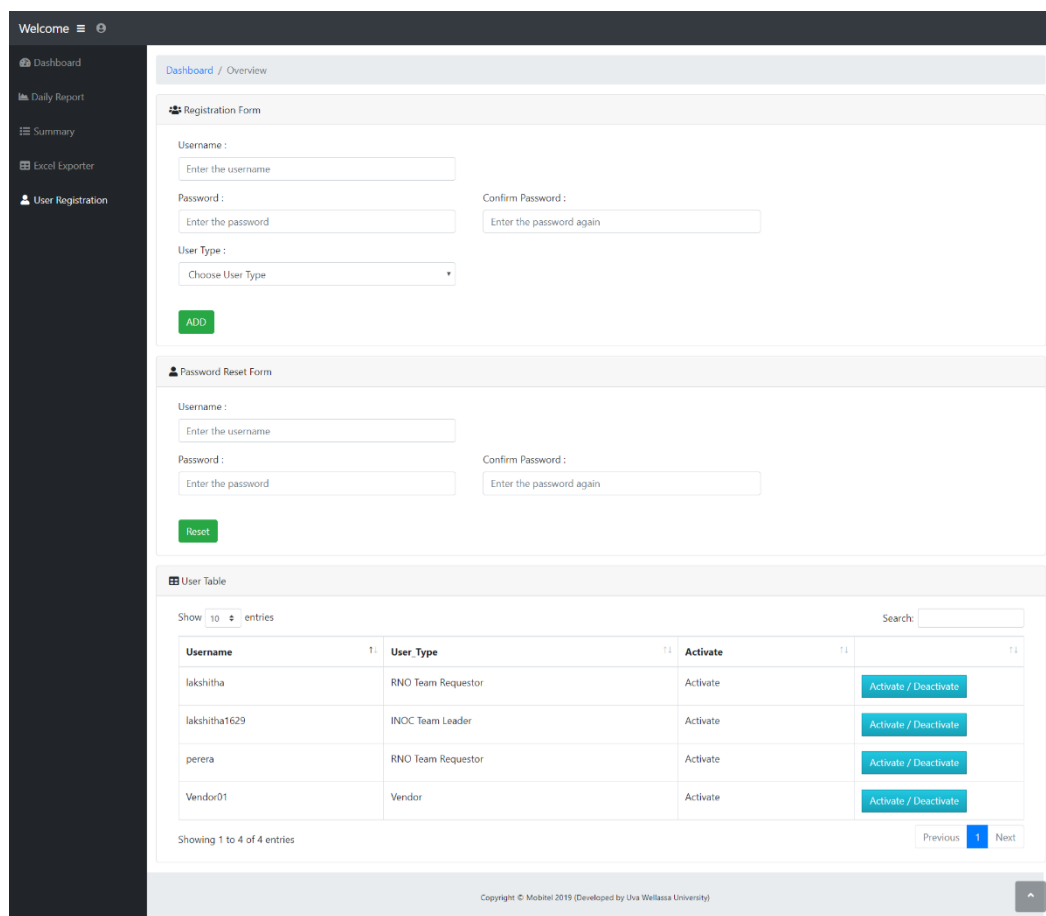 Welcome
Dashboard
Daily Report
Summary
Excel Exporter
User Registration
Dashboard / Overview
Registration Form
Username :
Enter the username
Password :
Confirm Password :
Enter the password
Enter the password again
User Type :
Choose User Type
ADD
Password Reset Form
Username :
Enter the username
Password :
Confirm Password :
Enter the password
Enter the password again
Reset
User Table
Show 10 entries
Search:
Username User_Type Activate
lakshitha RNO Team Requestor Activate Activate / Deactivate
lakshitha1629 INOC Team Leader Activate Activate / Deactivate
perera RNO Team Requestor Activate Activate / Deactivate
Vendor01 Vendor Activate Activate / Deactivate
Showing 1 to 4 of 4 entries
Previous 1 Next
Copyright © Mobitel 2019 (Developed by Uva Wellassa University)